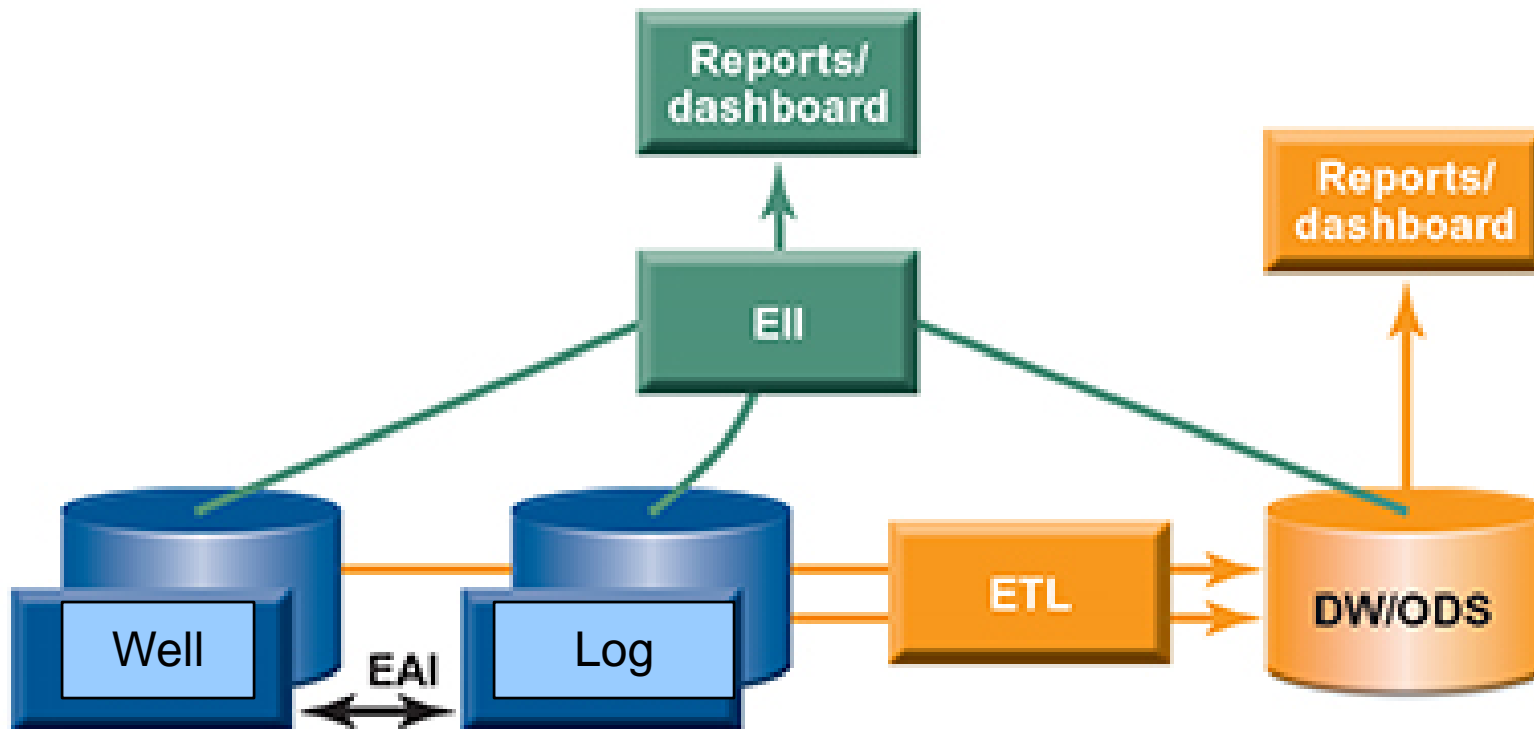 Reports/
dashboard
Reports/
dashboard
EII
ETL
DW/ODS
Well
Log
EAI